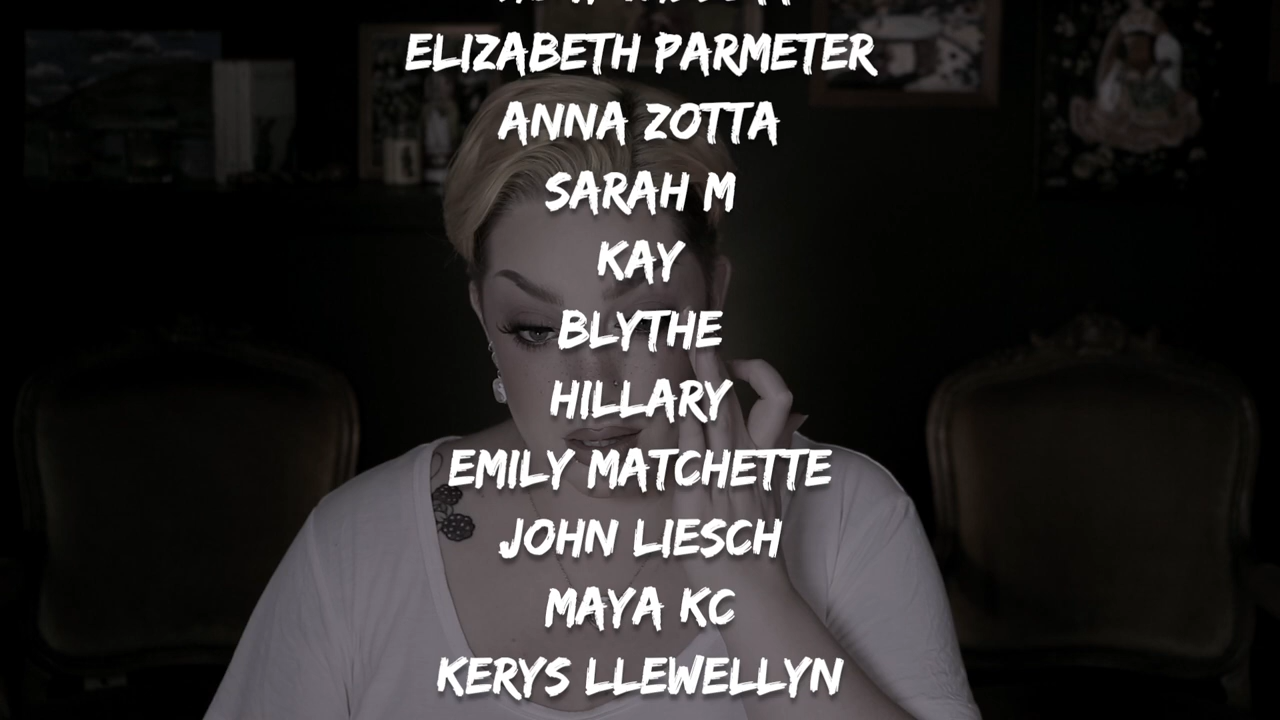 ELIZABETH PARMETER
ANNA ZOTTA
SARAH M
KAY
BLYTHE
HILLARY
EMILY MATCHETTE
JOHN LIESCH
MAYA KC
KERYS LLEWELLYN